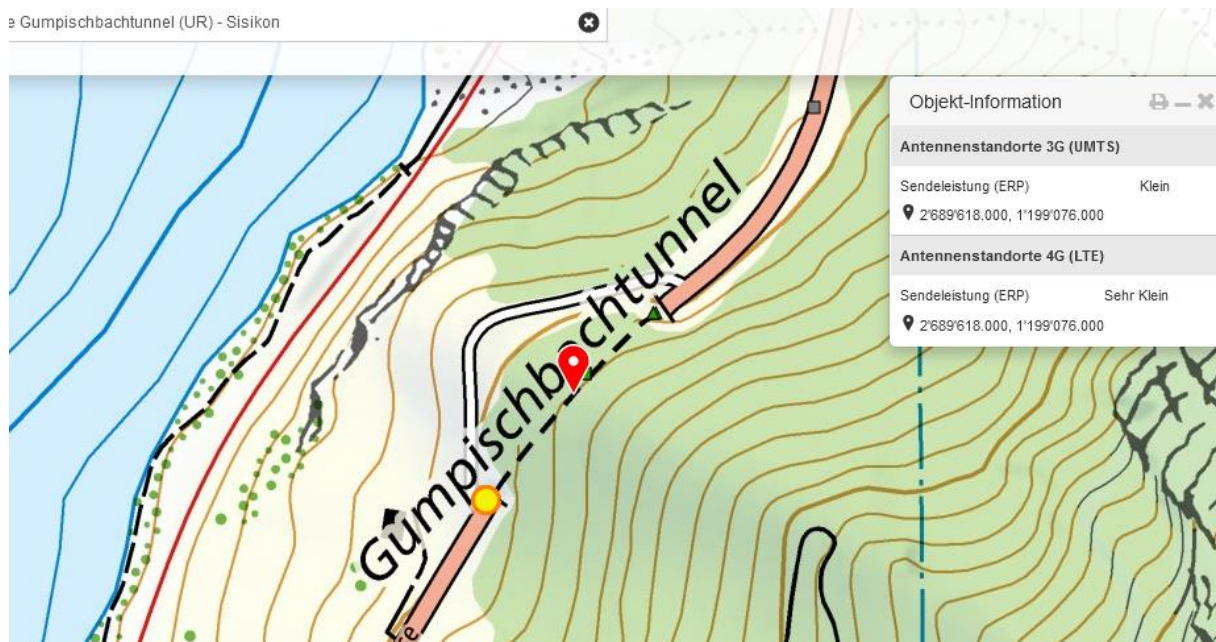 e Gumpischbachtunnel (UR) - Sisikon
Objekt-Information
Antennenstandorte 3G (UMTS)
Sendeleistung (ERP) Klein
2'689'618.000, 1'199'076.000
Antennenstandorte 4G (LTE)
Sendeleistung (ERP) Sehr Klein
2'689'618.000, 1'199'076.000
Gumpischbachtunnel